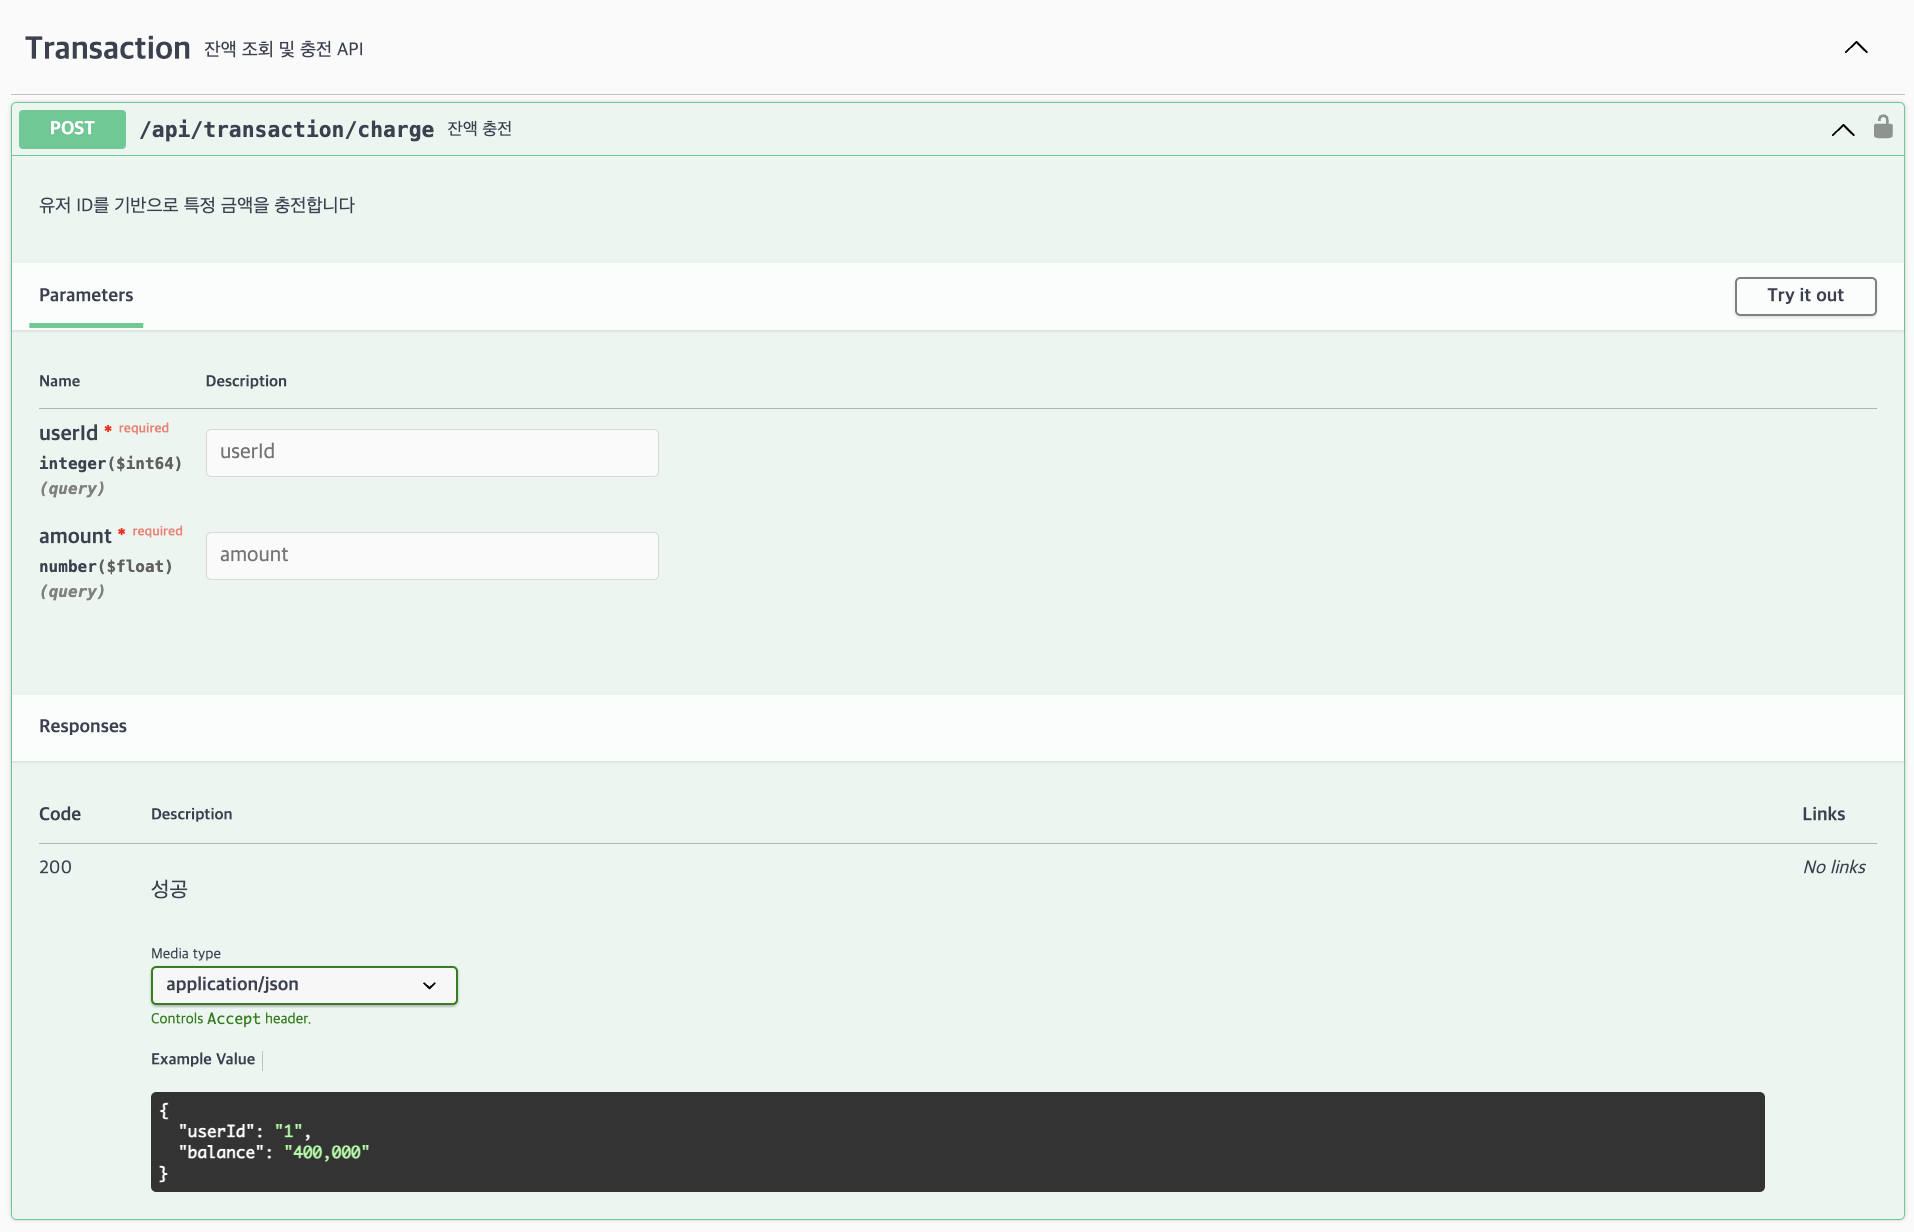 Transaction 잔액 조회 및 충전 API
POST /api/transaction/charge 잔액 충전
유저 ID를 기반으로 특정 금액을 충전합니다
Parameters
Try it out
Name Description
userId * required
integer($int64)
(query)
userId
amount * required
number($float)
(query)
amount
Responses
Code Description Links
200
성공
No links
Media type
application/json
Controls Accept header.
Example Value
{
  "userId": "1",
  "balance": "400,000"
}